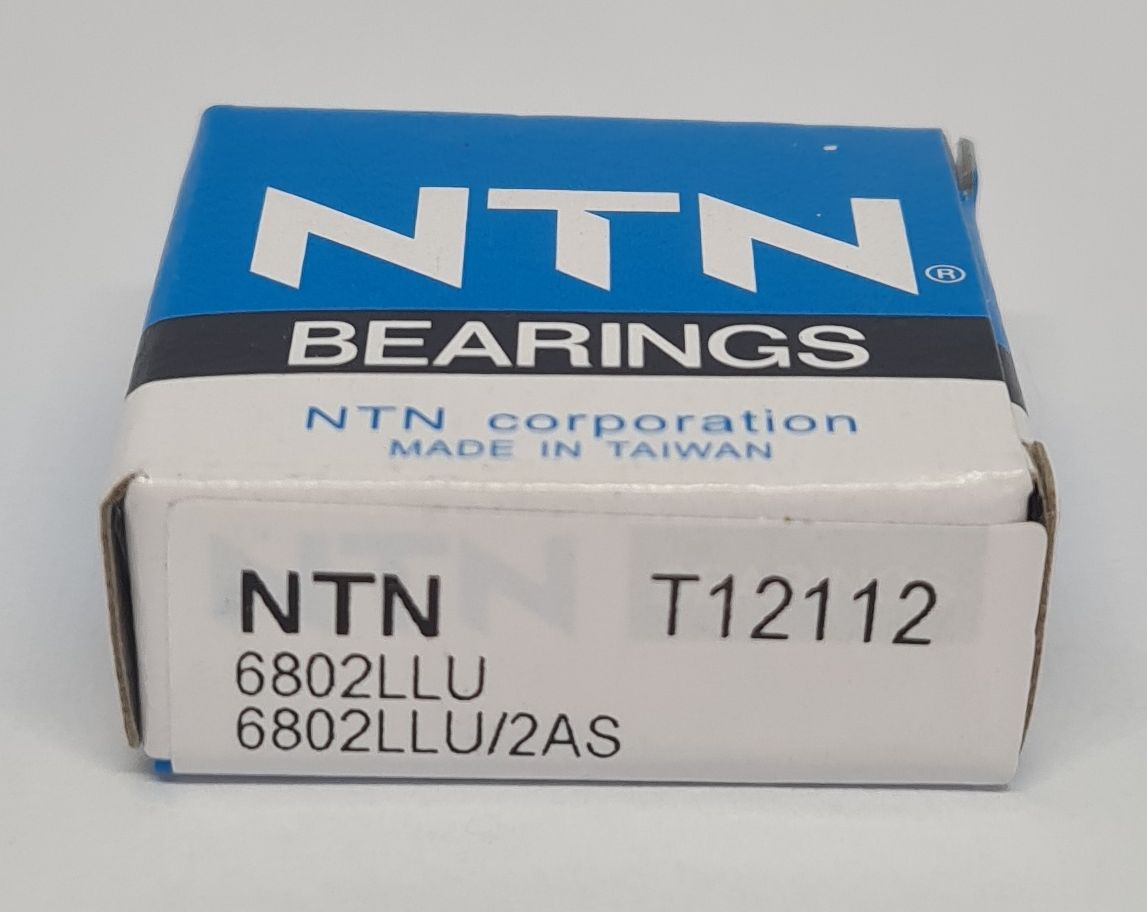 NTN®
BEARINGS
NTN corporation
MADE IN TAIWAN
NTN T12112
6802LLU
6802LLU/2AS